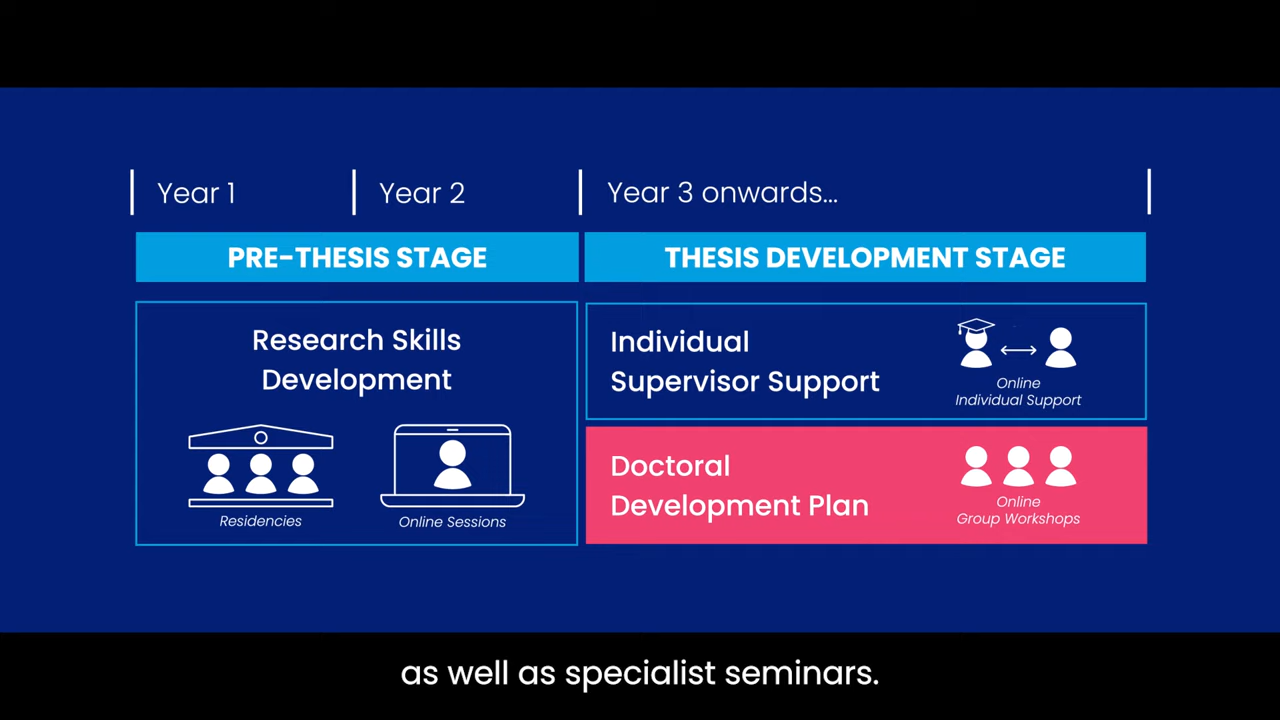 Year 1
Year 2
Year 3 onwards...
PRE-THESIS STAGE
THESIS DEVELOPMENT STAGE
Research Skills
Development
Residencies
Online Sessions
Individual
Supervisor Support
Online
Individual Support
Doctoral
Development Plan
Online
Group Workshops
as well as specialist seminars.